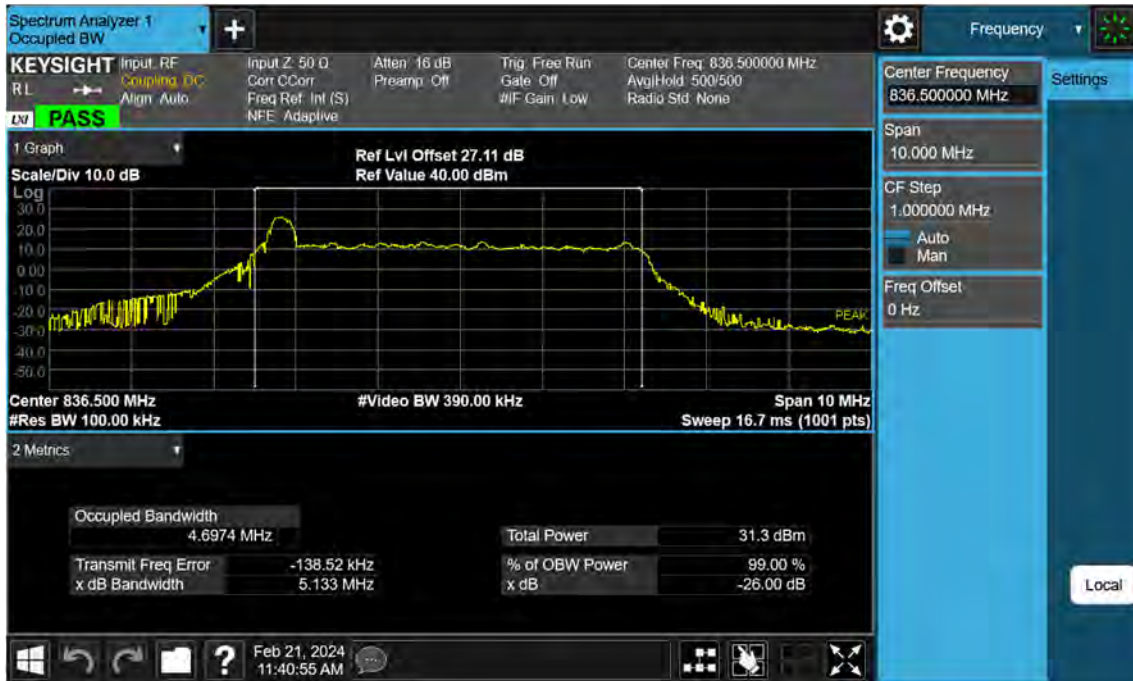 Spectrum Analyzer 1
Occupied BW
+
Frequency
KEYSIGHT
RL
LXI PASS
Input: RF
Coupling: DC
Align: Auto
Input Z: 50 Ω
Corr CCorr
Freq Ref: Int (S)
NFE: Adaptive
Atten: 16 dB
Preamp: Off
Trig: Free Run
Gate: Off
#IF Gain: Low
Center Freq: 836.500000 MHz
Avg|Hold: 500/500
Radio Std: None
Center Frequency
836.500000 MHz
Settings
Span
10.000 MHz
CF Step
1.000000 MHz
Auto
Man
Freq Offset
0 Hz
1 Graph
Scale/Div 10.0 dB
Ref Lvl Offset 27.11 dB
Ref Value 40.00 dBm
Log
30.0
20.0
10.0
0.00
-10.0
-20.0
-30.0
-40.0
-50.0
PEAK
Center 836.500 MHz
#Video BW 390.00 kHz
Span 10 MHz
#Res BW 100.00 kHz
Sweep 16.7 ms (1001 pts)
2 Metrics
Occupied Bandwidth
4.6974 MHz
Total Power 31.3 dBm
Transmit Freq Error -138.52 kHz
% of OBW Power 99.00 %
x dB Bandwidth 5.133 MHz
x dB -26.00 dB
Local
?
Feb 21, 2024
11:40:55 AM